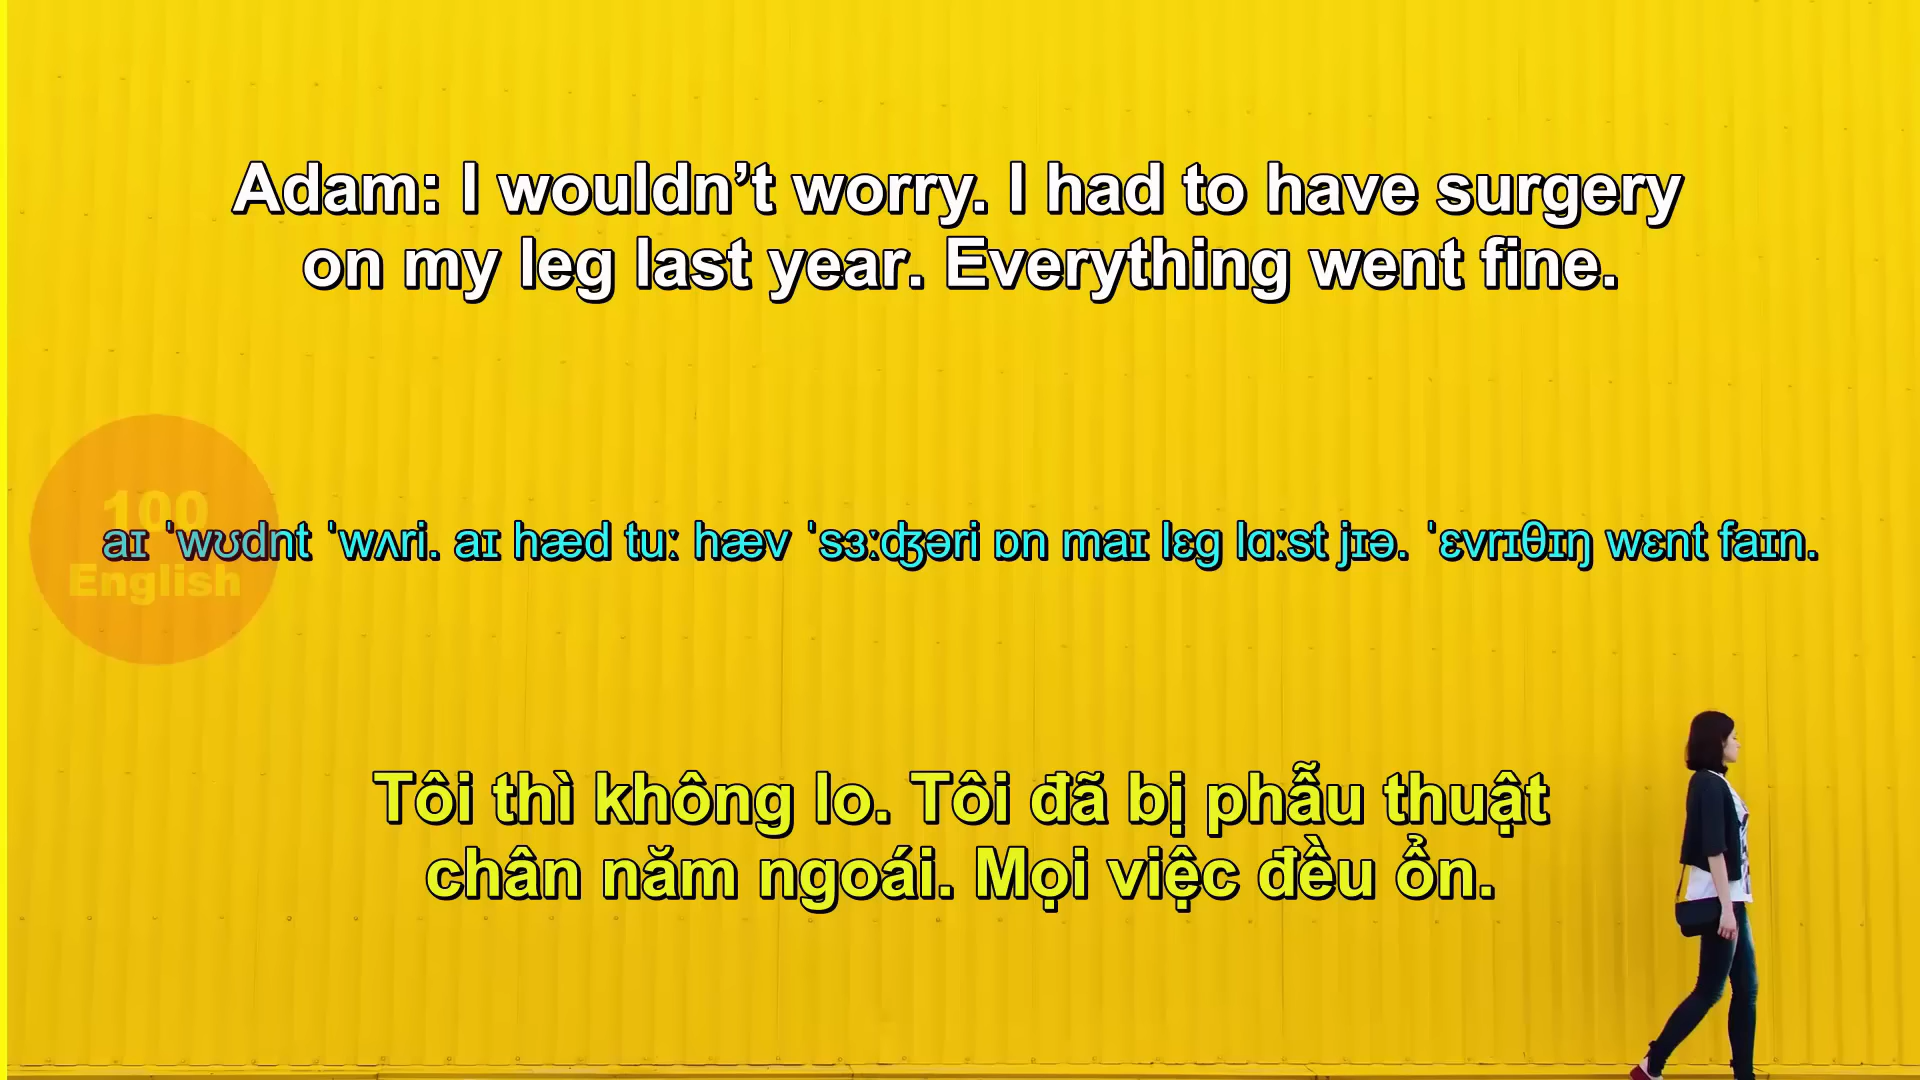 Adam: I wouldn’t worry. I had to have surgery
on my leg last year. Everything went fine.
100
English
aɪ ˈwʊdnt ˈwʌri. aɪ hæd tuː hæv ˈsɜːʤəri ɒn maɪ lɛg lɑːst jɪə. ˈɛvrɪθɪŋ wɛnt faɪn.
Tôi thì không lo. Tôi đã bị phẫu thuật
chân năm ngoái. Mọi việc đều ổn.